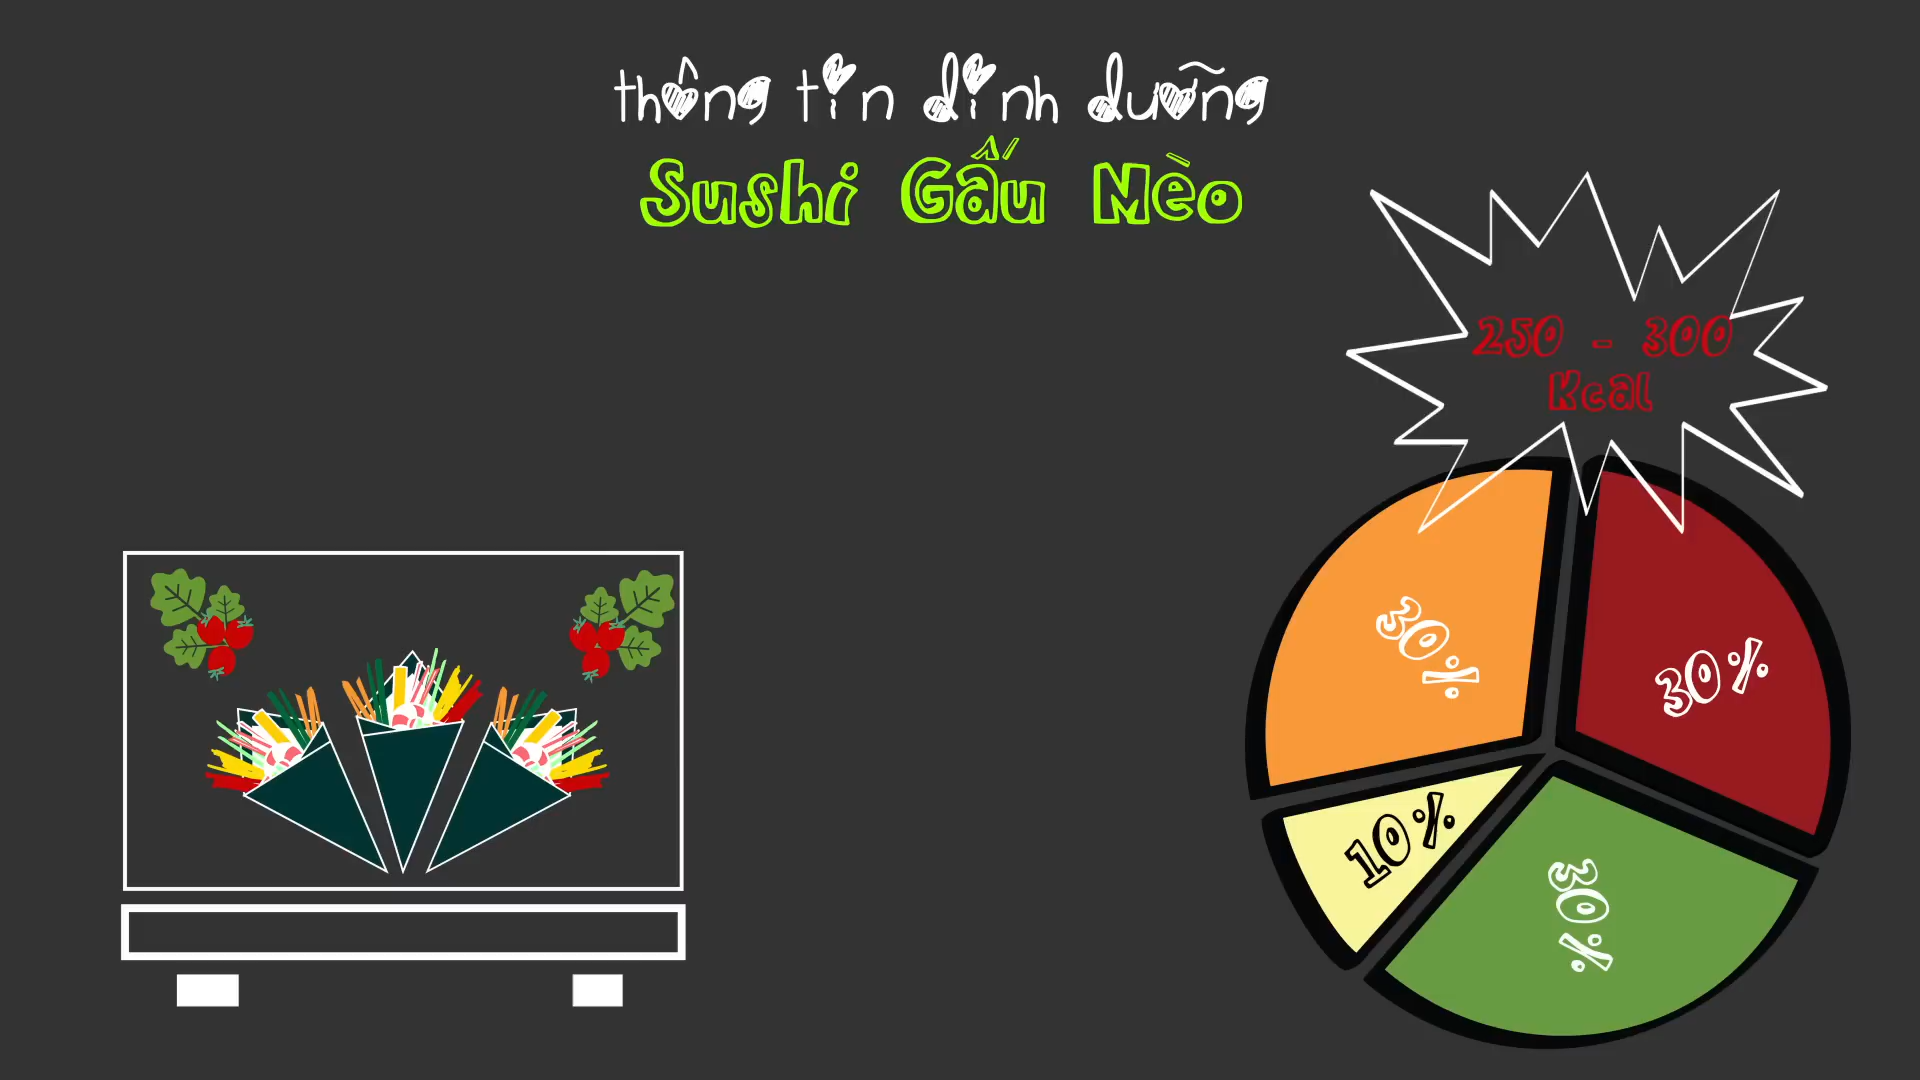 thông tin dinh dưỡng
Sushi Gấu Mèo
250 - 300
Kcal
30%
30%
10%
30%